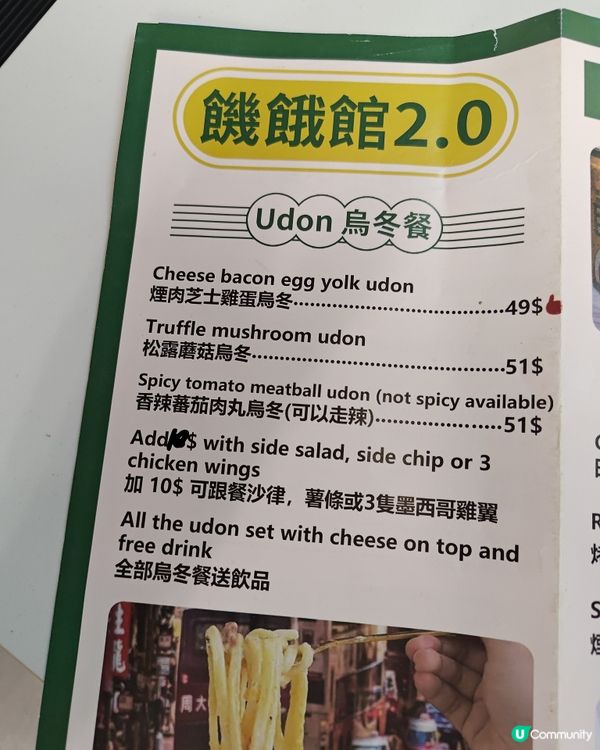 饑餓館2.0
Udon 烏冬餐
Cheese bacon egg yolk udon
煙肉芝士雞蛋烏冬....................................49$
Truffle mushroom udon
松露蘑菇烏冬...........................................51$
Spicy tomato meatball udon (not spicy available)
香辣蕃茄肉丸烏冬(可以走辣)......................51$
Add 10$ with side salad, side chip or 3
chicken wings
加 10$ 可跟餐沙律，薯條或3隻墨西哥雞翼
All the udon set with cheese on top and
free drink
全部烏冬餐送飲品
周大
U Community